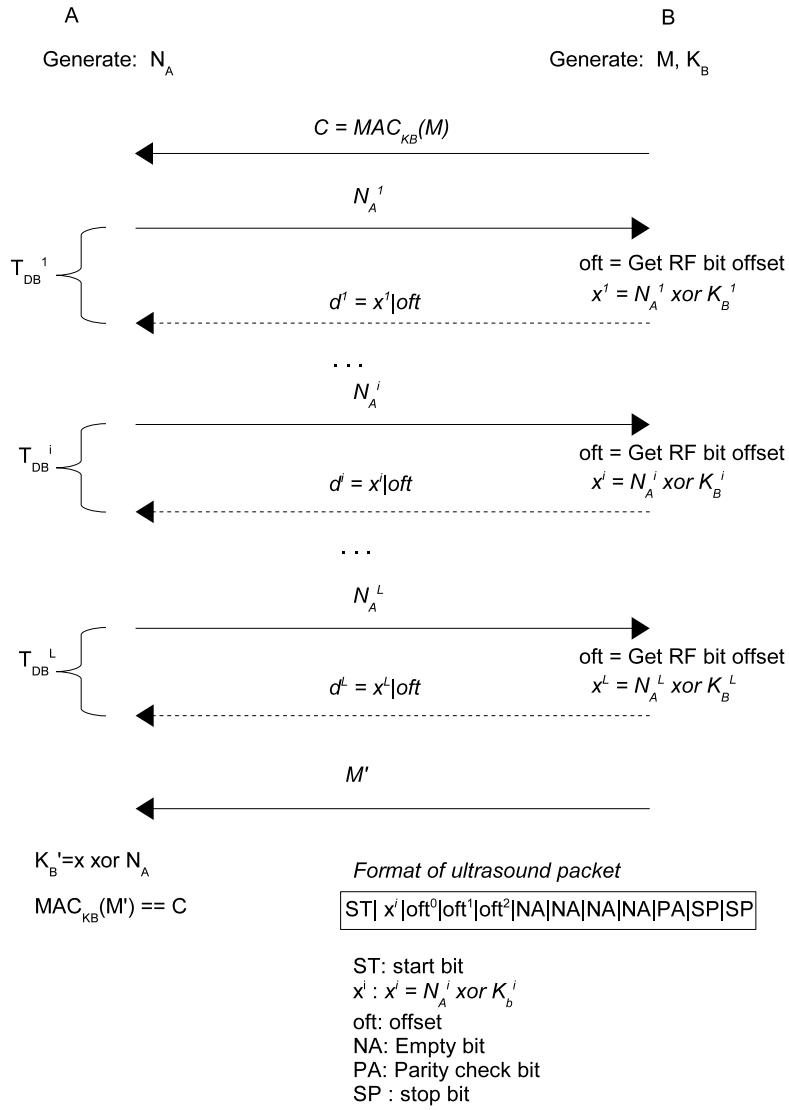 A B
Generate: N_A Generate: M, K_B
C = MAC_KB(M)
N_A^1
T_DB^1
oft = Get RF bit offset
x^1 = N_A^1 xor K_B^1
d^1 = x^1|oft
...
N_A^i
T_DB^i
oft = Get RF bit offset
x^i = N_A^i xor K_B^i
d^i = x^i|oft
...
N_A^L
T_DB^L
oft = Get RF bit offset
x^L = N_A^L xor K_B^L
d^L = x^L|oft
M'
K_B'=x xor N_A
MAC_KB(M') == C
Format of ultrasound packet
ST| x^i |oft^0|oft^1|oft^2|NA|NA|NA|NA|PA|SP|SP
ST: start bit
x^i : x^i = N_A^i xor K_b^i
oft: offset
NA: Empty bit
PA: Parity check bit
SP : stop bit